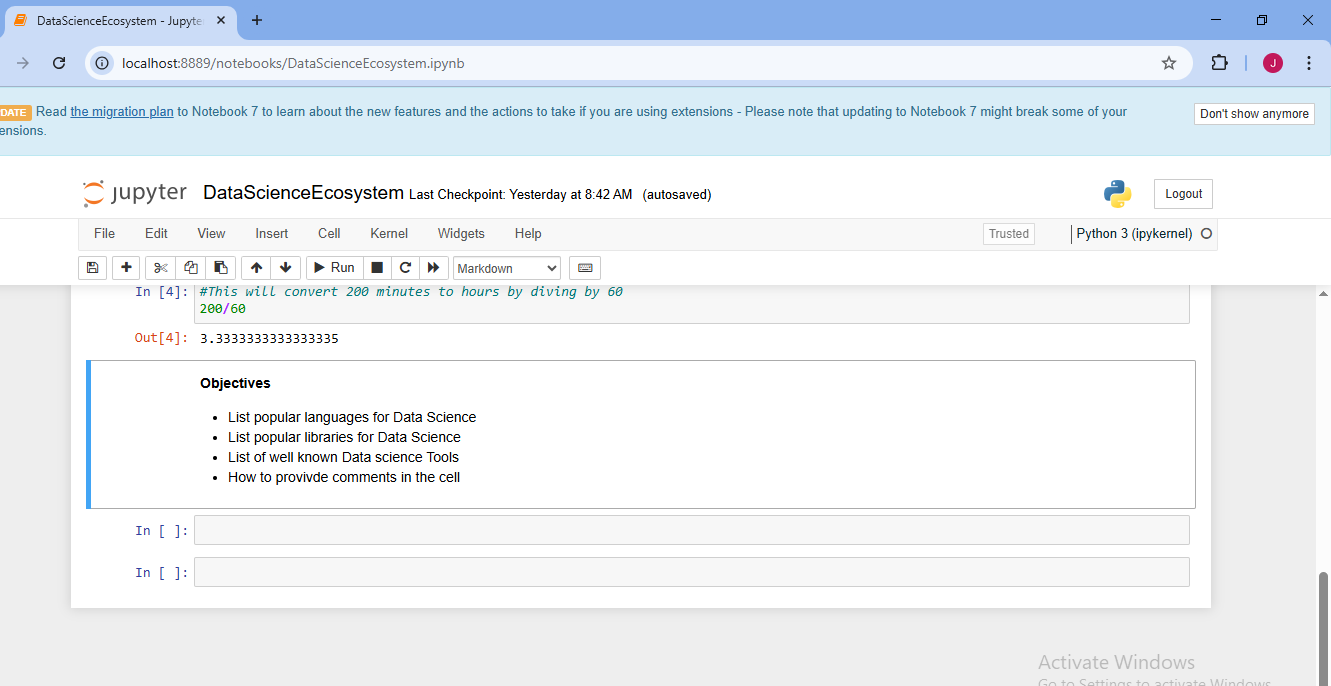 DataScienceEcosystem - Jupyte
localhost:8889/notebooks/DataScienceEcosystem.ipynb
J
DATE Read the migration plan to Notebook 7 to learn about the new features and the actions to take if you are using extensions - Please note that updating to Notebook 7 might break some of your
ensions.
Don't show anymore
jupyter DataScienceEcosystem Last Checkpoint: Yesterday at 8:42 AM (autosaved)
Logout
File Edit View Insert Cell Kernel Widgets Help
Trusted
Python 3 (ipykernel)
Run
Markdown
In [4]: #This will convert 200 minutes to hours by diving by 60
200/60
Out[4]: 3.3333333333333335
Objectives
• List popular languages for Data Science
• List popular libraries for Data Science
• List of well known Data science Tools
• How to provivde comments in the cell
In [ ]:
In [ ]:
Activate Windows
Go to Settings to activate Windows.